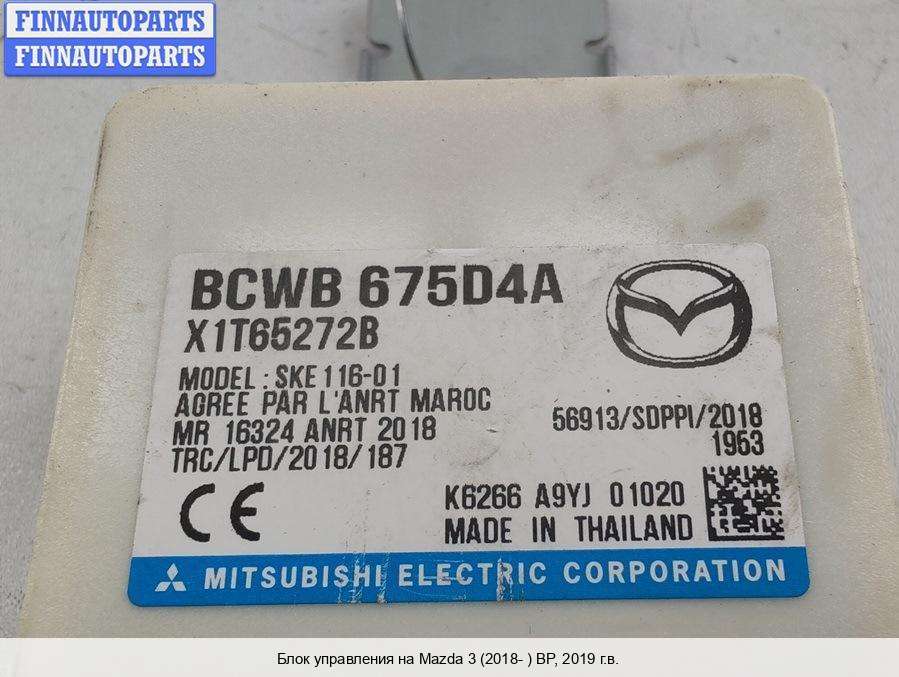 FINNAUTOPARTS
FINNAUTOPARTS
BCWB 675D4A
X1T65272B
MODEL : SKE116-01
AGREE PAR L'ANRT MAROC
MR 16324 ANRT 2018
TRC/LPD/2018/187
56913/SDPPI/2018
1963
CE
K6266 A9YJ 01020
MADE IN THAILAND
MITSUBISHI ELECTRIC CORPORATION
Блок управления на Mazda 3 (2018- ) BP, 2019 г.в.